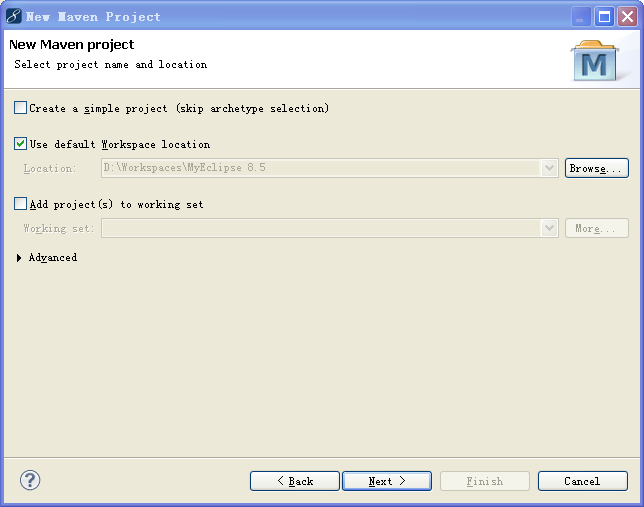 New Maven Project
New Maven project
Select project name and location
M
Create a simple project (skip archetype selection)
Use default Workspace location
Location: D:\Workspaces\MyEclipse 8.5 Browse...
Add project(s) to working set
Working set: More...
Advanced
? < Back Next > Finish Cancel